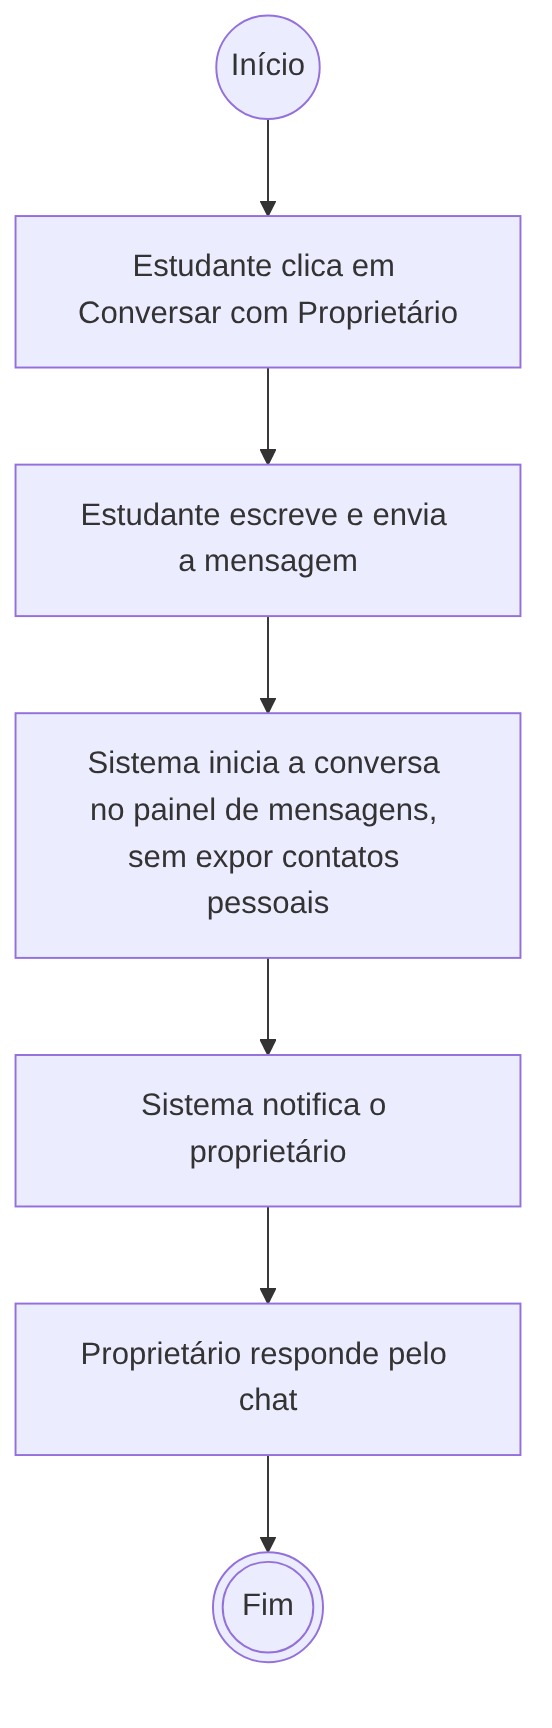 Início
Estudante clica em
Conversar com Proprietário
Estudante escreve e envia
a mensagem
Sistema inicia a conversa
no painel de mensagens,
sem expor contatos
pessoais
Sistema notifica o
proprietário
Proprietário responde pelo
chat
Fim